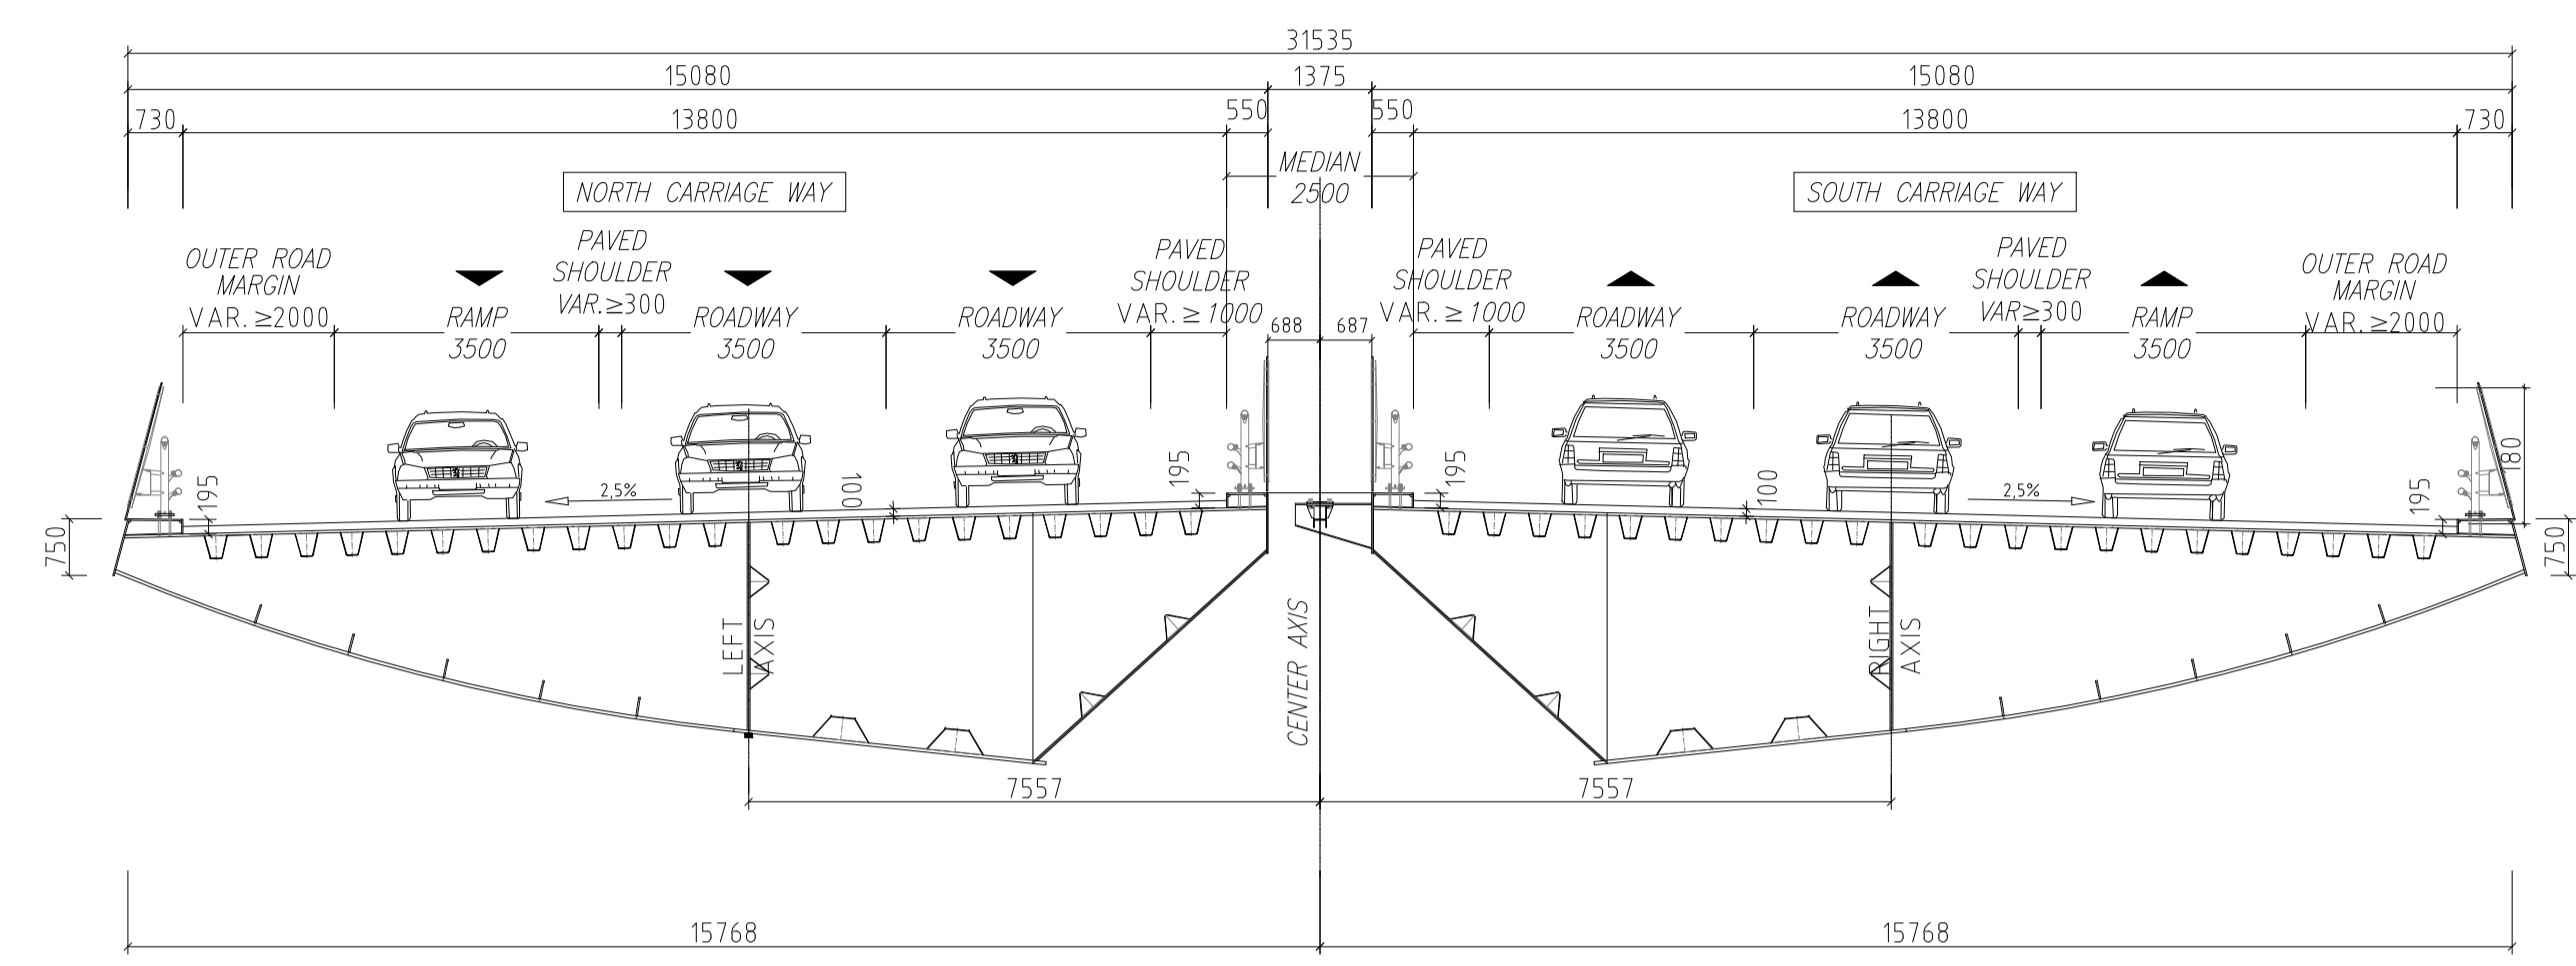 31535
15080
1375
15080
730
13800
550
550
13800
730
MEDIAN
2500
NORTH CARRIAGE WAY
SOUTH CARRIAGE WAY
OUTER ROAD
MARGIN
VAR. ≥2000
RAMP
3500
PAVED
SHOULDER
VAR.≥300
ROADWAY
3500
ROADWAY
3500
PAVED
SHOULDER
VAR. ≥ 1000
688
687
PAVED
SHOULDER
VAR. ≥ 1000
ROADWAY
3500
ROADWAY
3500
PAVED
SHOULDER
VAR≥300
RAMP
3500
OUTER ROAD
MARGIN
VAR. ≥2000
750
195
2,5%
100
195
195
100
2,5%
195
180
750
LEFT
AXIS
CENTER AXIS
RIGHT
AXIS
7557
7557
15768
15768